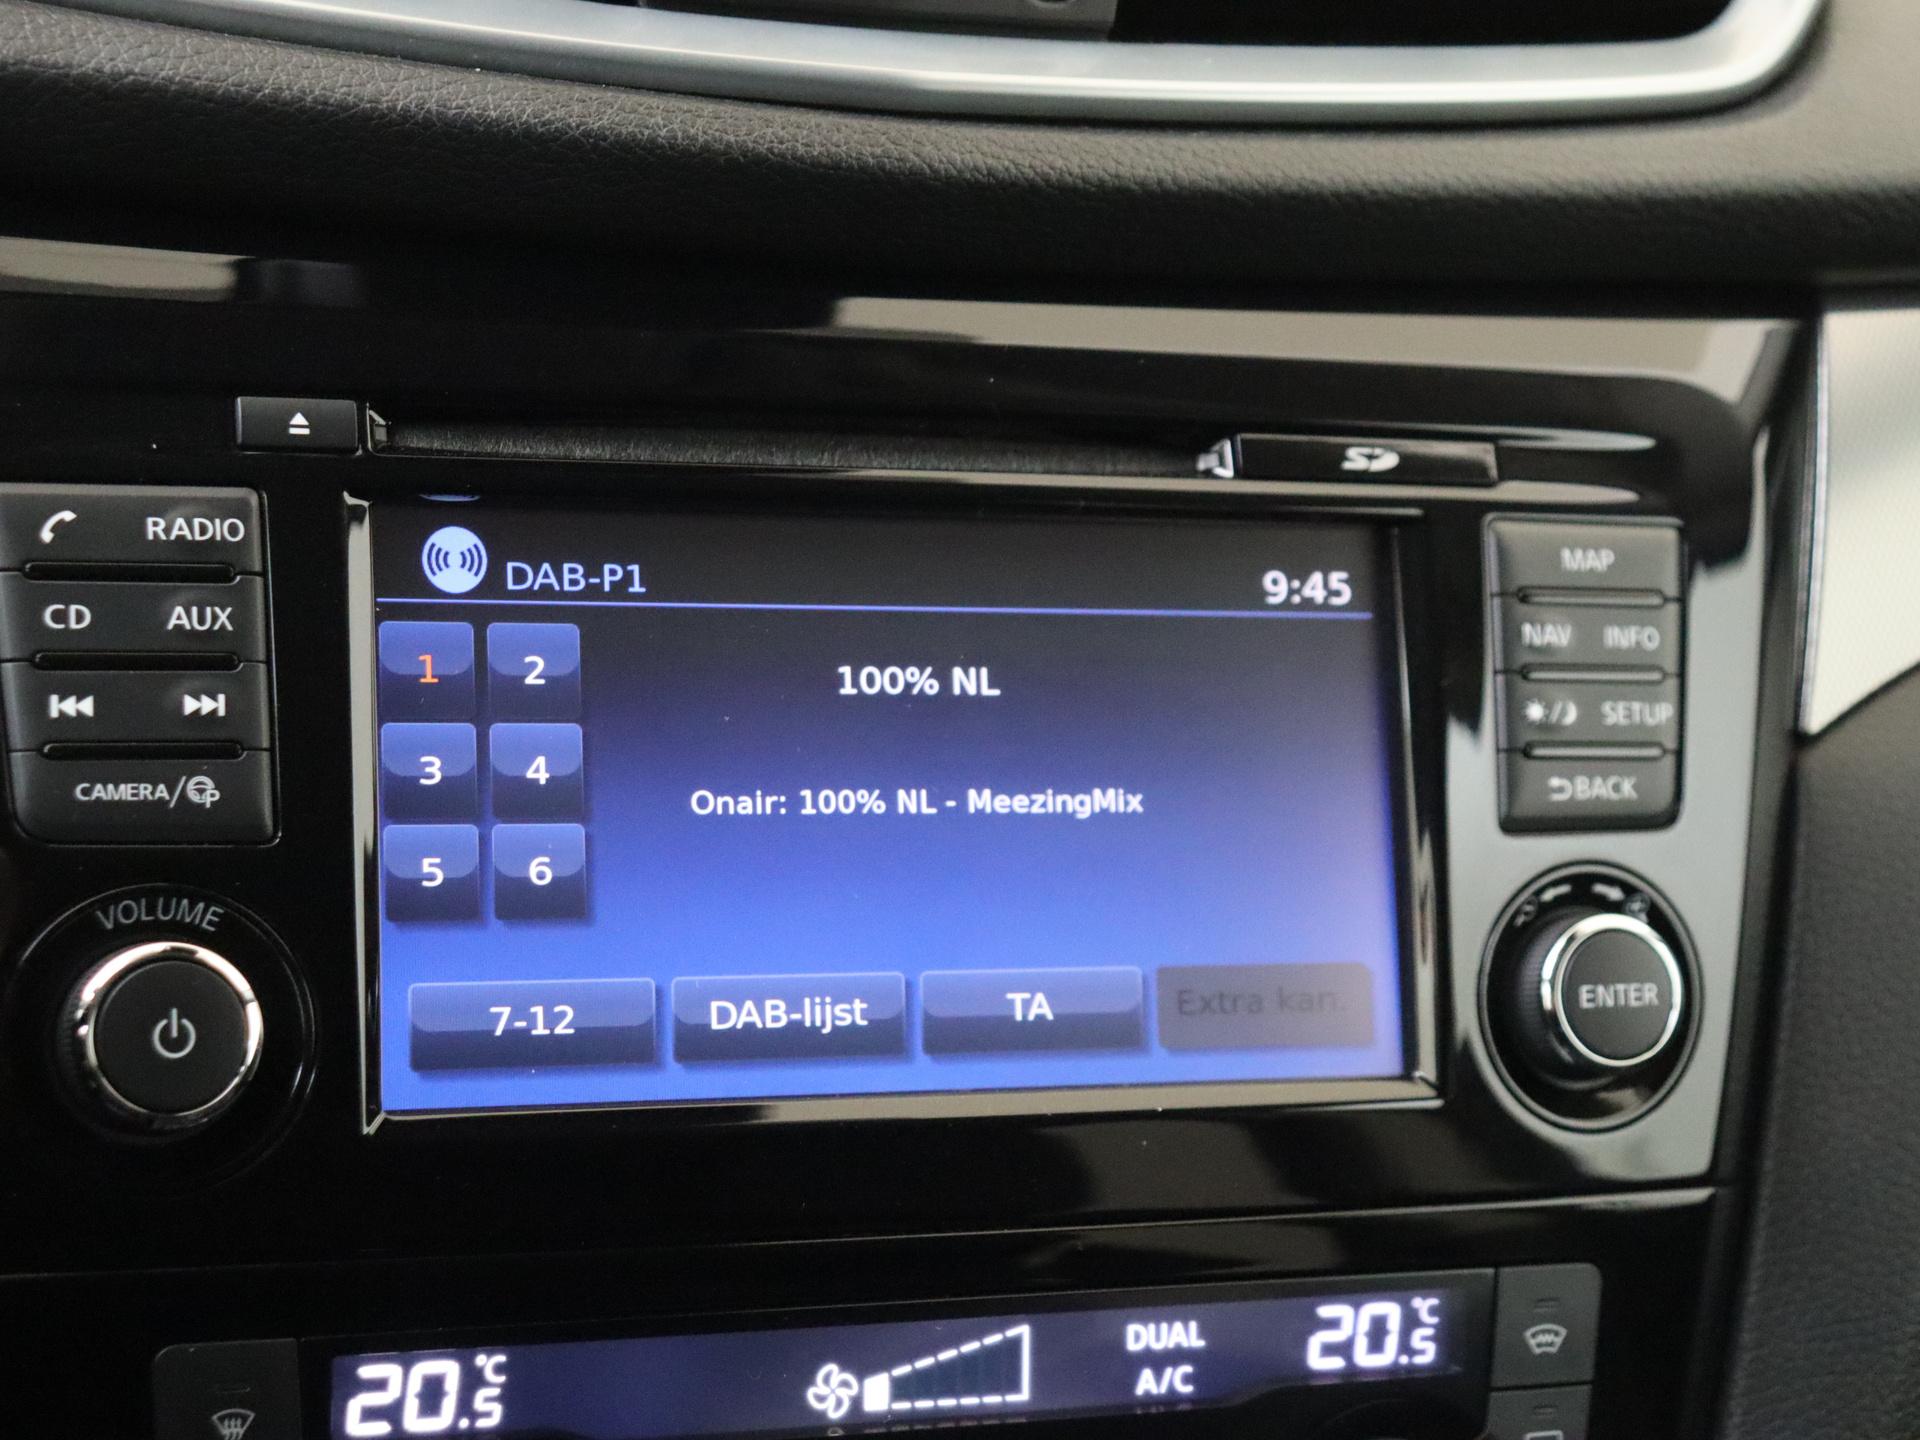 SD
RADIO
CD AUX
CAMERA/P
VOLUME
DAB-P1 9:45
1 2
3 4
5 6
100% NL
Onair: 100% NL - MeezingMix
7-12 DAB-lijst TA Extra kan.
MAP
NAV INFO
SETUP
BACK
ENTER
20.5 °C
DUAL
A/C
20.5 °C